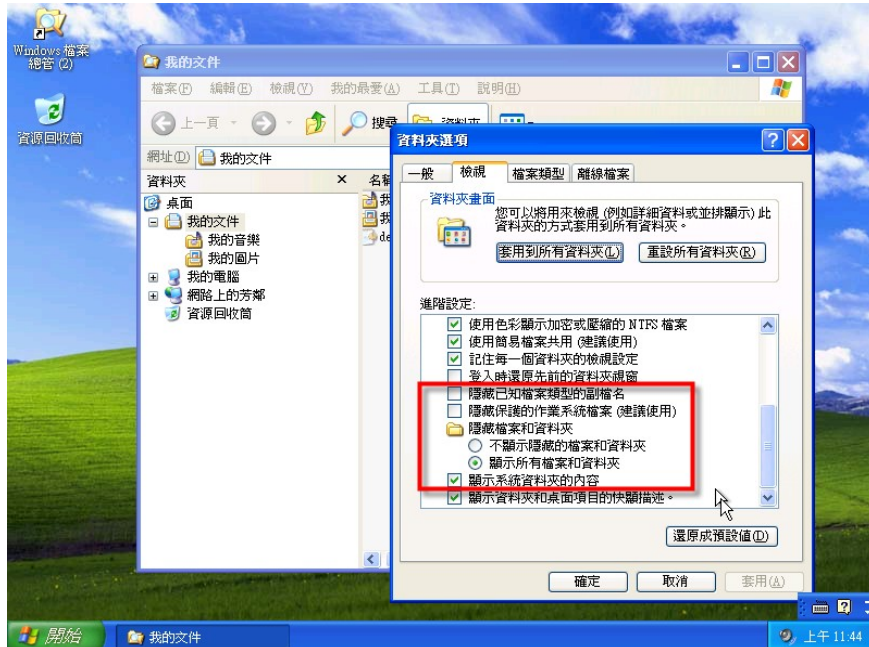 Windows 檔案
總管 (2)
資源回收筒
我的文件
檔案(F) 編輯(E) 檢視(V) 我的最愛(A) 工具(T) 說明(H)
上一頁 搜尋 資料夾
網址(D) 我的文件
資料夾
桌面
我的文件
我的音樂
我的圖片
我的電腦
網路上的芳鄰
資源回收筒
資料夾選項
一般 檢視 檔案類型 離線檔案
資料夾畫面
您可以將用來檢視 (例如詳細資料或並排顯示) 此
資料夾的方式套用到所有資料夾。
套用到所有資料夾(L) 重設所有資料夾(R)
進階設定:
使用色彩顯示加密或壓縮的 NTFS 檔案
使用簡易檔案共用 (建議使用)
記住每一個資料夾的檢視設定
登入時還原先前的資料夾視窗
隱藏已知檔案類型的副檔名
隱藏保護的作業系統檔案 (建議使用)
隱藏檔案和資料夾
不顯示隱藏的檔案和資料夾
顯示所有檔案和資料夾
顯示系統資料夾的內容
顯示資料夾和桌面項目的快顯描述。
還原成預設值(D)
確定 取消 套用(A)
開始 我的文件 上午 11:44